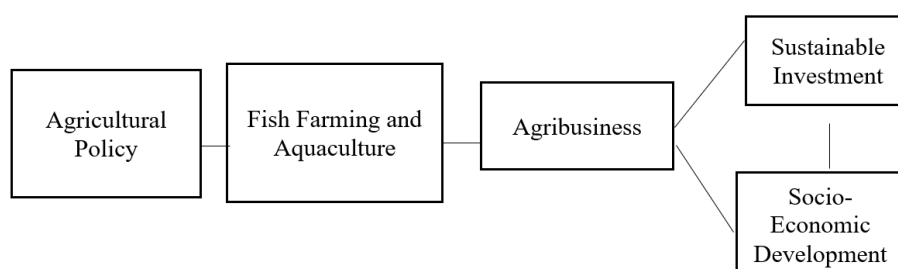 Agricultural
Policy
Fish Farming and
Aquaculture
Agribusiness
Sustainable
Investment
Socio-
Economic
Development